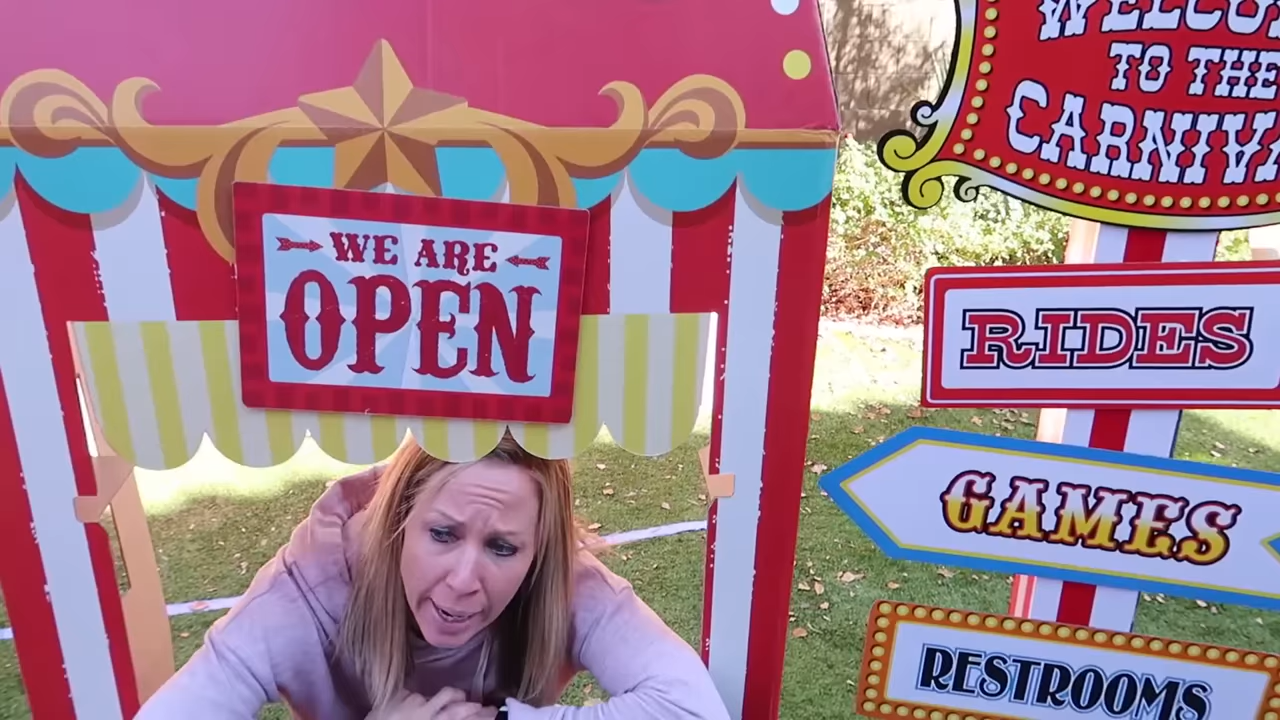 WE ARE
OPEN
TO THE
RIDES
GAMES
RESTROOMS